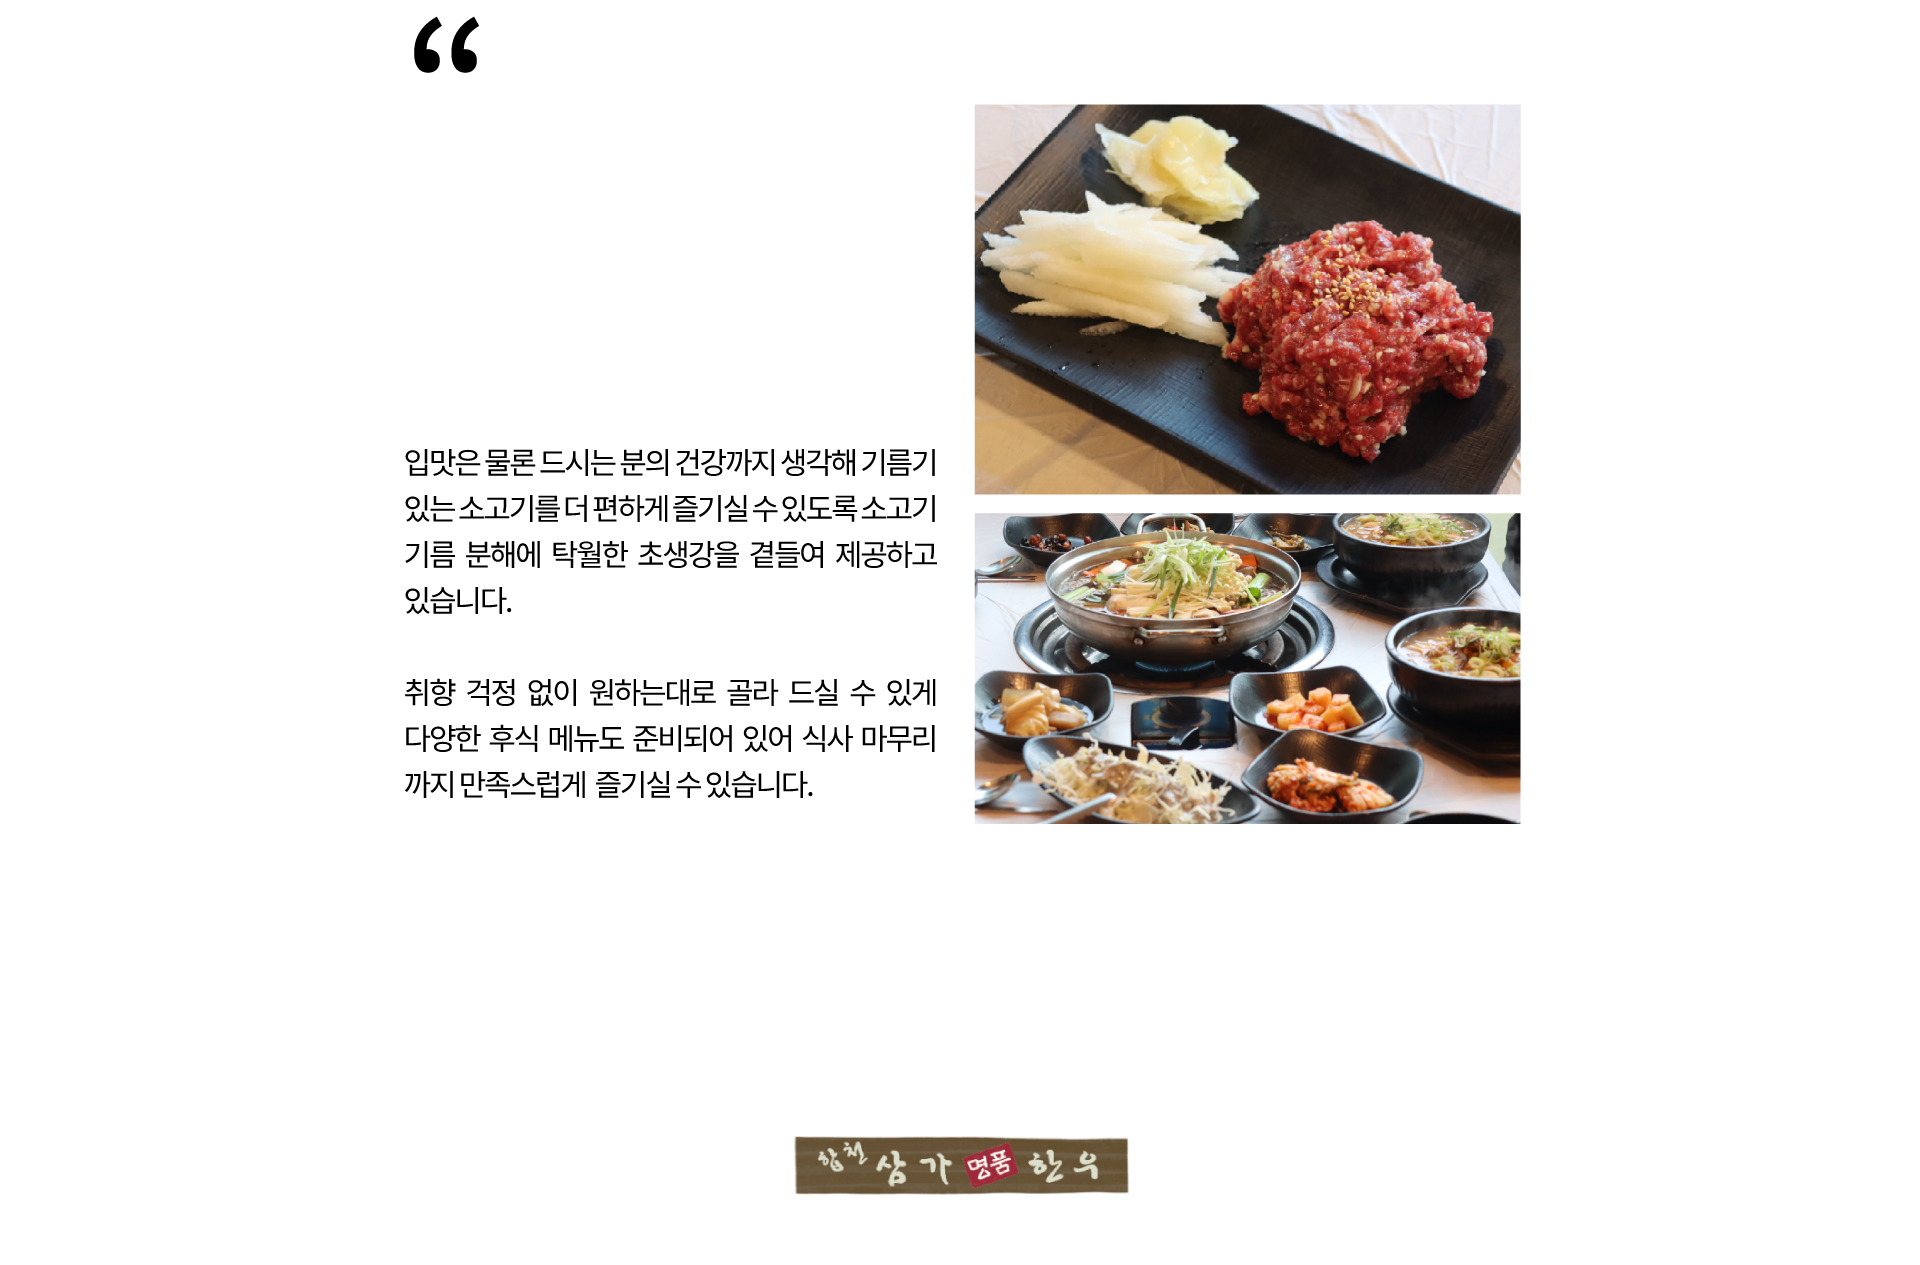 “
입맛은 물론 드시는 분의 건강까지 생각해 기름기
있는 소고기를 더 편하게 즐기실 수 있도록 소고기
기름 분해에 탁월한 초생강을 곁들여 제공하고
있습니다.
취향 걱정 없이 원하는대로 골라 드실 수 있게
다양한 후식 메뉴도 준비되어 있어 식사 마무리
까지 만족스럽게 즐기실 수 있습니다.
합천 삼가 명품 한우